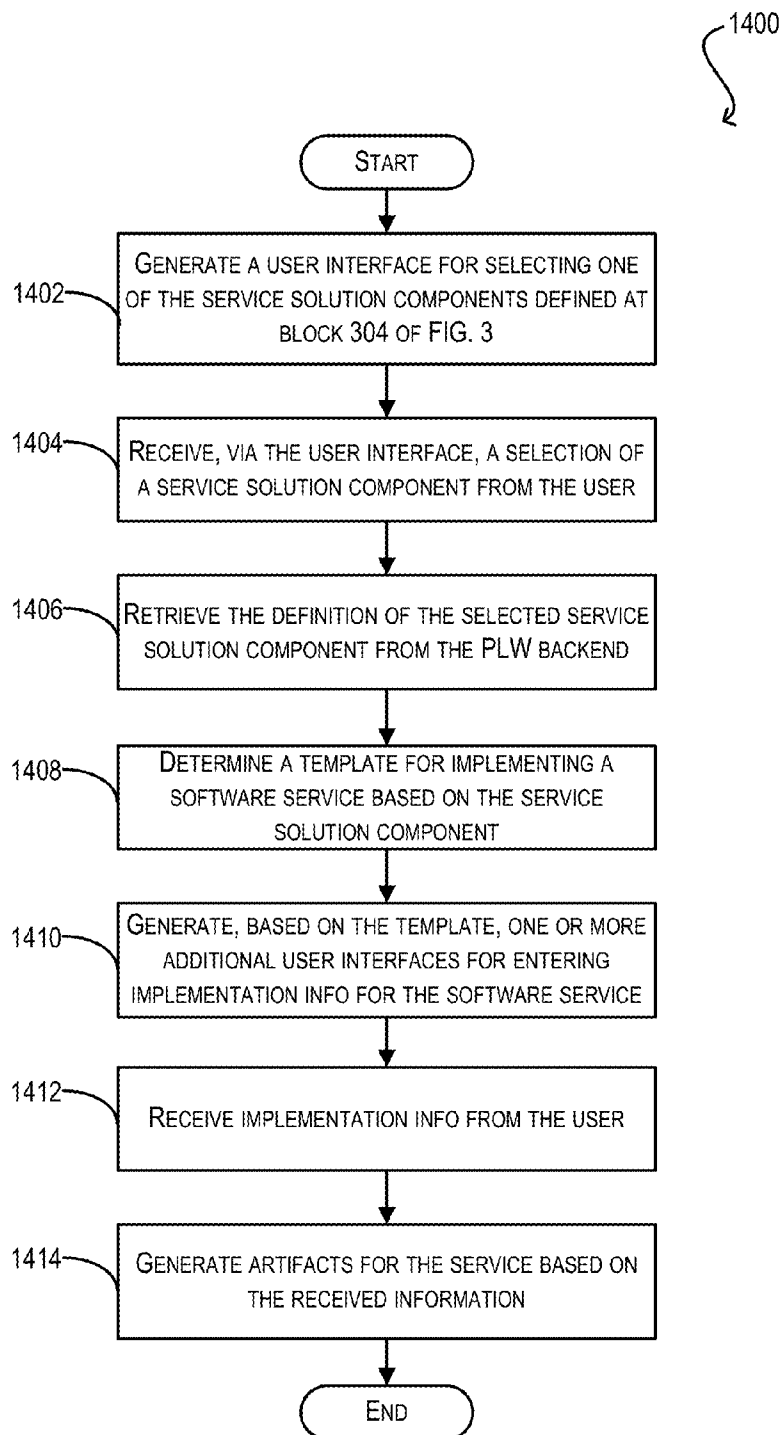 1400
START
1402
GENERATE A USER INTERFACE FOR SELECTING ONE
OF THE SERVICE SOLUTION COMPONENTS DEFINED AT
BLOCK 304 OF FIG. 3
1404
RECEIVE, VIA THE USER INTERFACE, A SELECTION OF
A SERVICE SOLUTION COMPONENT FROM THE USER
1406
RETRIEVE THE DEFINITION OF THE SELECTED SERVICE
SOLUTION COMPONENT FROM THE PLW BACKEND
1408
DETERMINE A TEMPLATE FOR IMPLEMENTING A
SOFTWARE SERVICE BASED ON THE SERVICE
SOLUTION COMPONENT
1410
GENERATE, BASED ON THE TEMPLATE, ONE OR MORE
ADDITIONAL USER INTERFACES FOR ENTERING
IMPLEMENTATION INFO FOR THE SOFTWARE SERVICE
1412
RECEIVE IMPLEMENTATION INFO FROM THE USER
1414
GENERATE ARTIFACTS FOR THE SERVICE BASED ON
THE RECEIVED INFORMATION
END